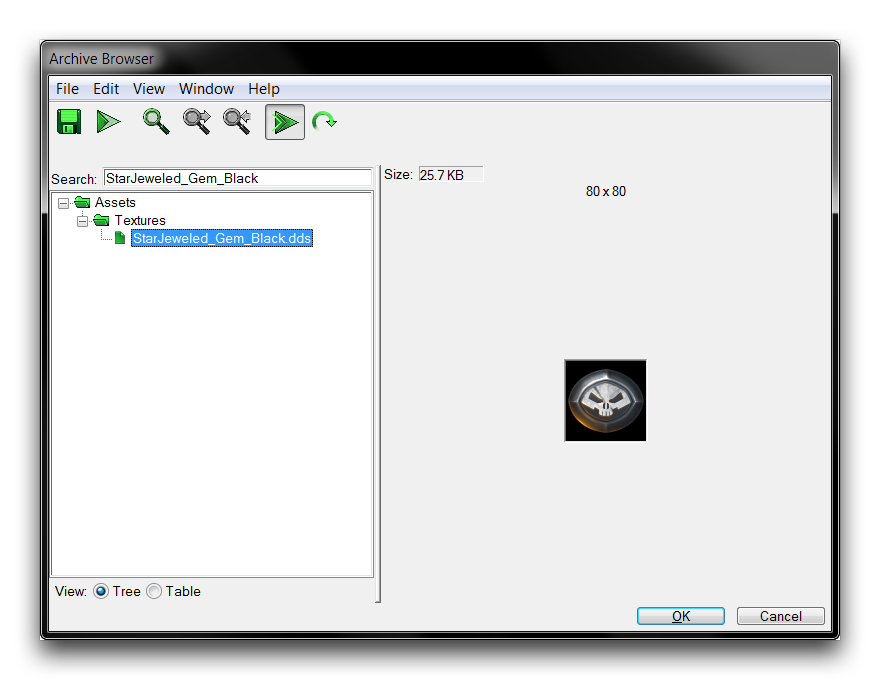 Archive Browser
File Edit View Window Help
Search: StarJeweled_Gem_Black
Size: 25.7 KB
80 x 80
Assets
Textures
StarJeweled_Gem_Black.dds
View: Tree Table
OK Cancel